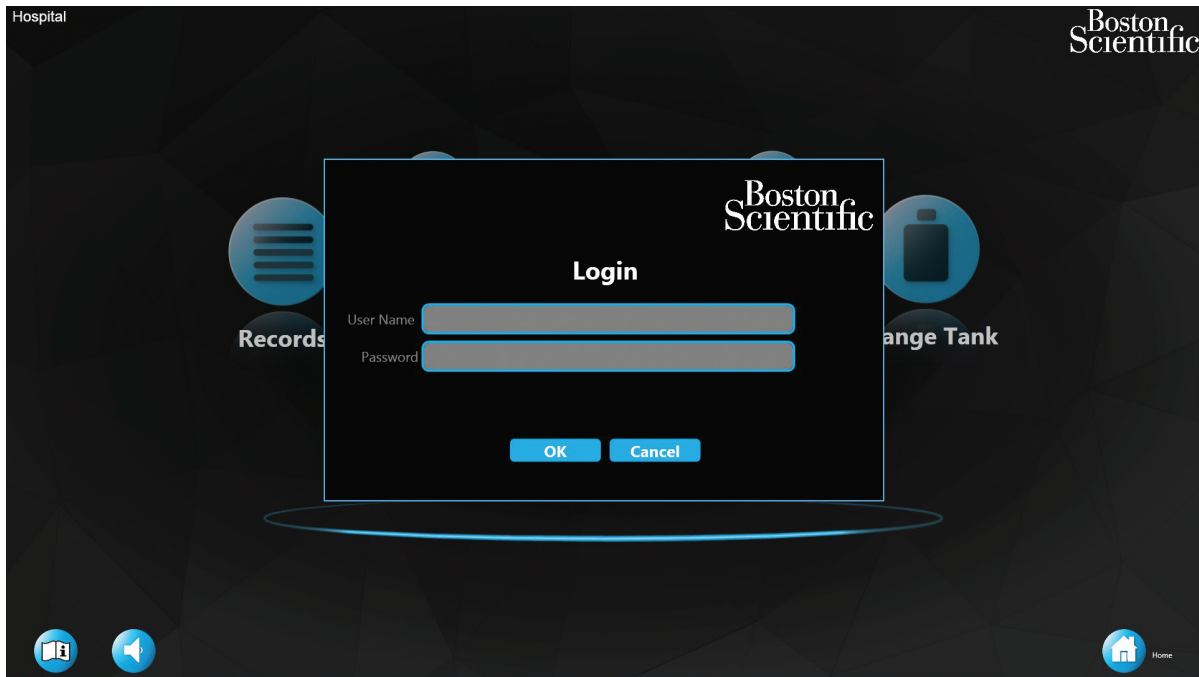 Hospital
Boston
Scientific
Boston
Scientific
Login
User Name
Password
Records
ange Tank
OK
Cancel
Home